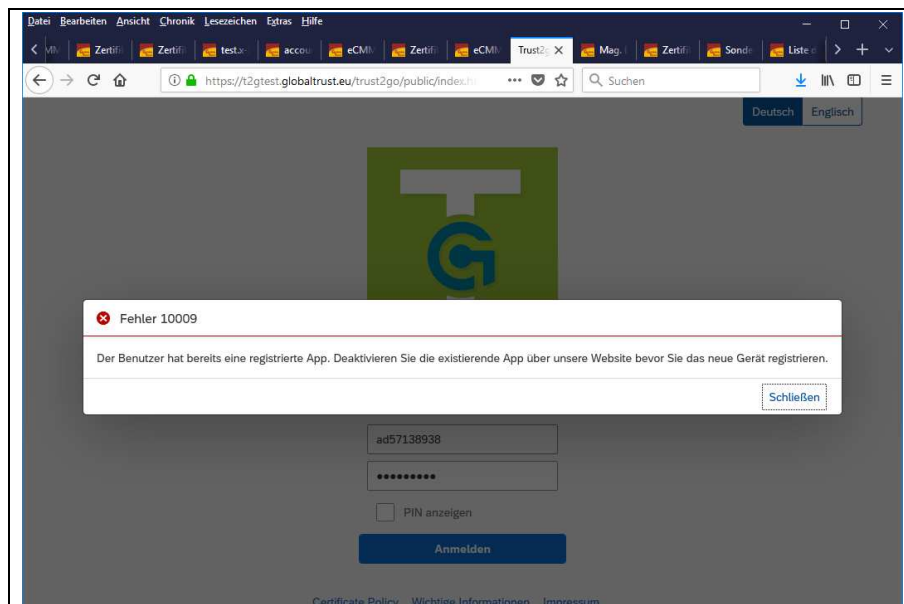 Datei Bearbeiten Ansicht Chronik Lesezeichen Extras Hilfe
Zertifi Zertifi test.x- accou eCMM Zertifi eCMM Trust2g Mag. Zertifi Sonde Liste d
https://t2gtest.globaltrust.eu/trust2go/public/index.h Suchen
Deutsch Englisch
Fehler 10009
Der Benutzer hat bereits eine registrierte App. Deaktivieren Sie die existierende App über unsere Website bevor Sie das neue Gerät registrieren.
Schließen
ad57138938
PIN anzeigen
Anmelden
Certificate Policy Wichtige Informationen Impressum